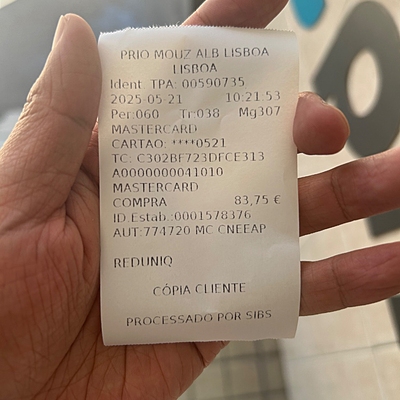 PRIO MOUZ ALB LISBOA
LISBOA
Ident TPA: 00590735
2025-05-21 10:21:53
Per:060 Tr:038 Mg307
MASTERCARD
CARTAO: ****0521
TC: C302BF723DFCE313
A0000000041010
MASTERCARD
COMPRA 83,75 €
ID.Estab.:0001578376
AUT:774720 MC CNEEAP
REDUNIQ
CÓPIA CLIENTE
PROCESSADO POR SIBS